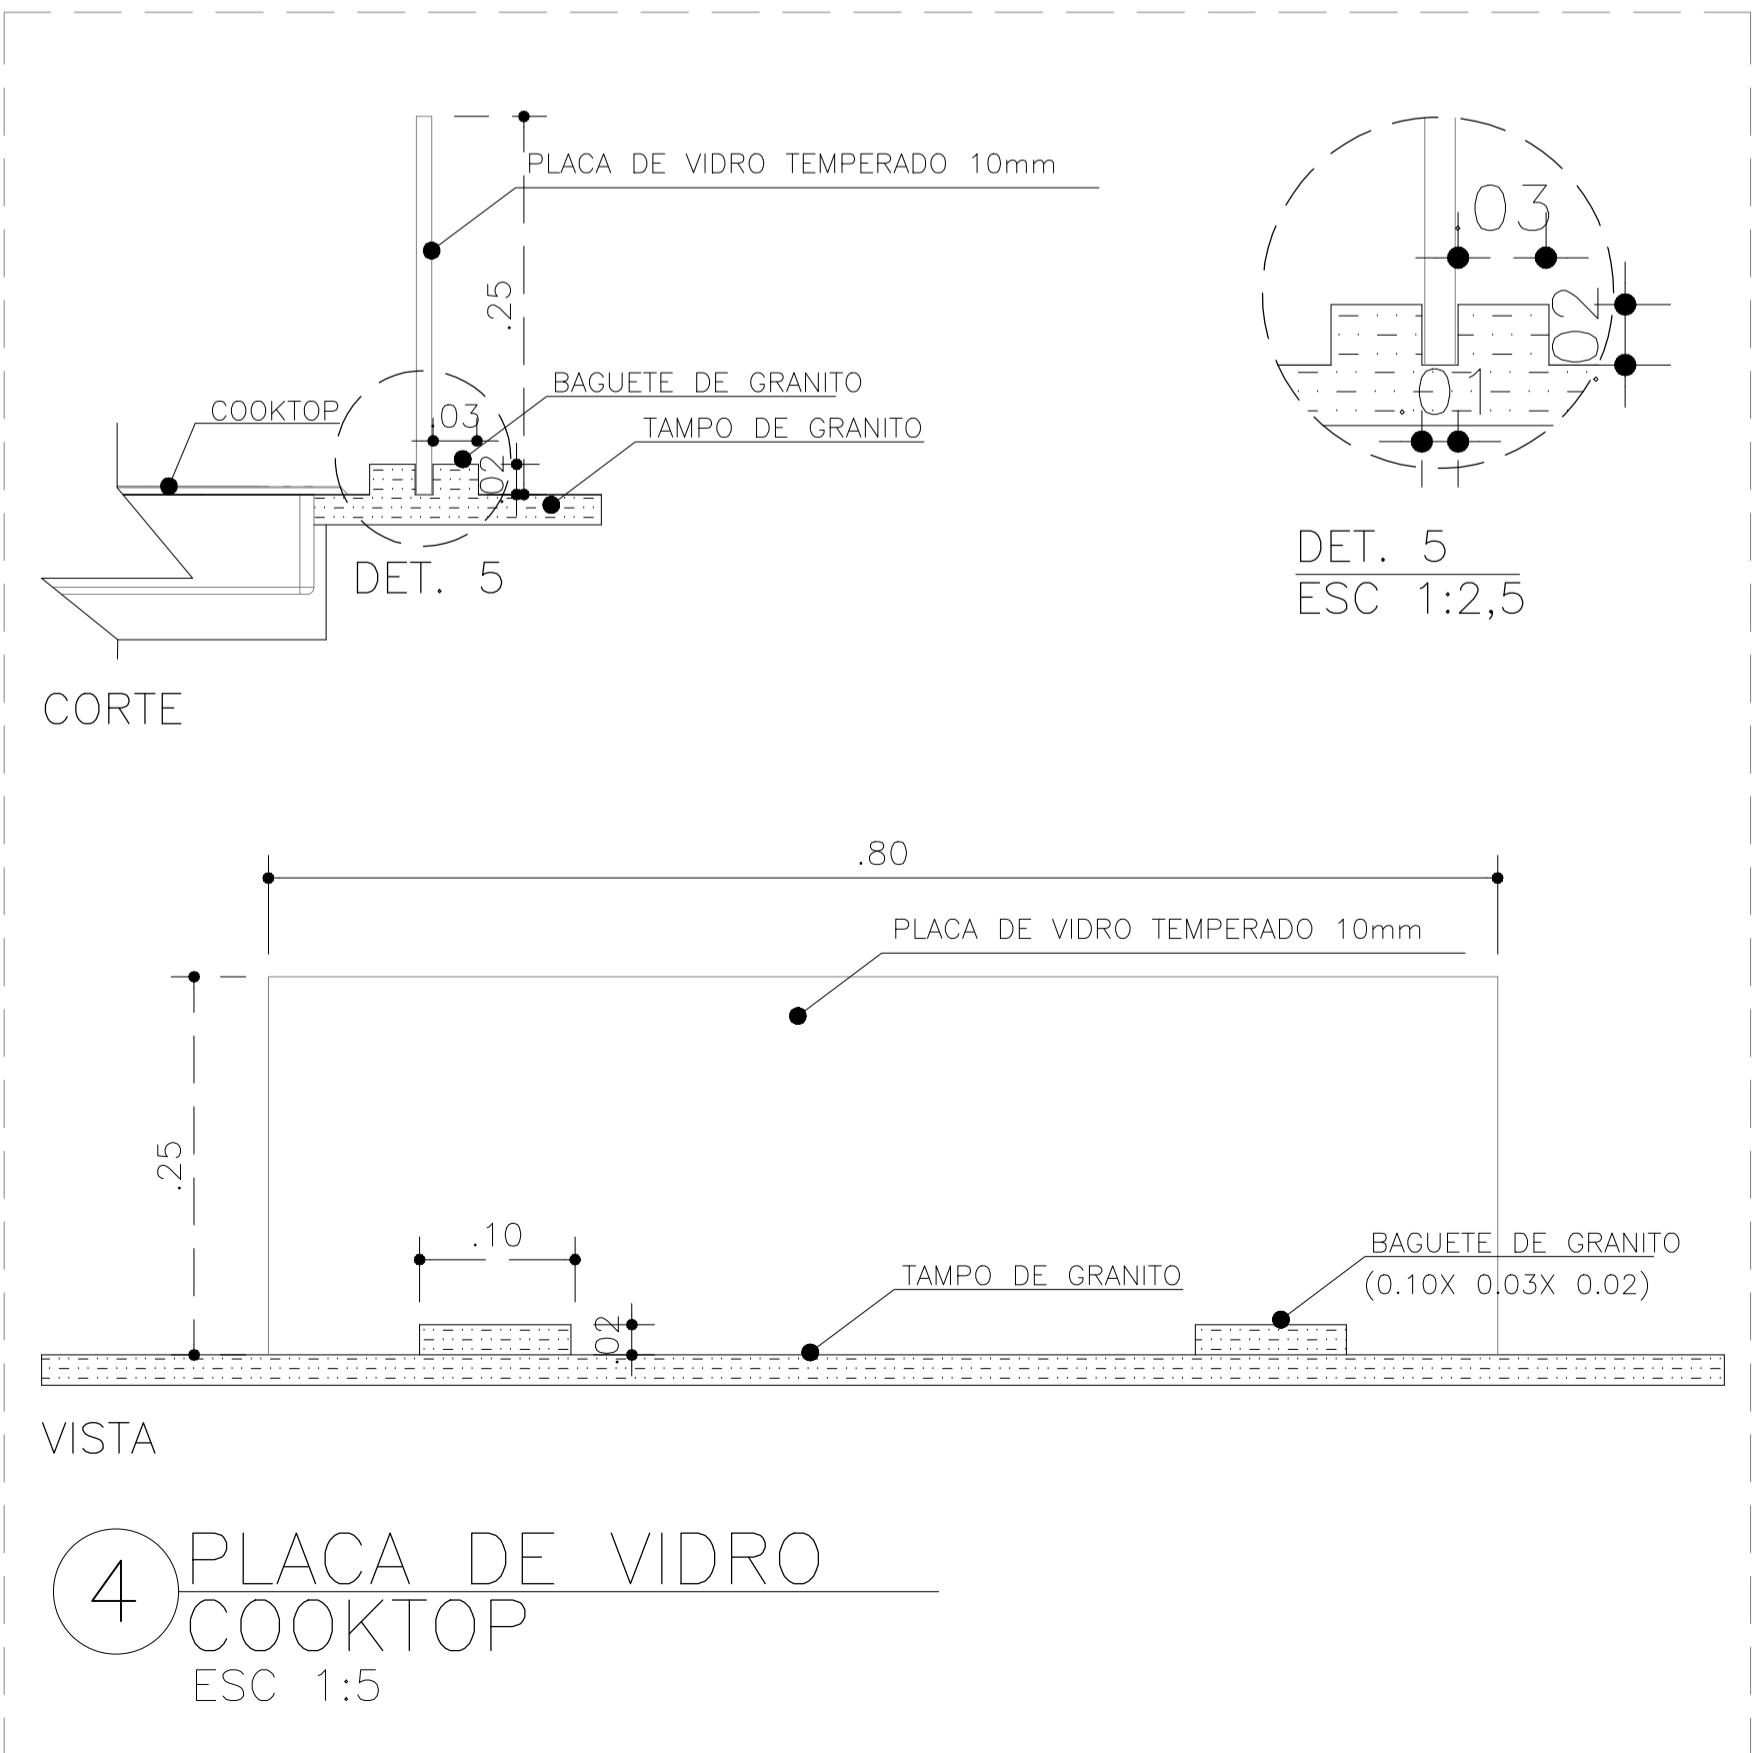 PLACA DE VIDRO TEMPERADO 10mm
.25
BAGUETE DE GRANITO
COOKTOP
.03
TAMPO DE GRANITO
.02
DET. 5
CORTE
.03
.02
.01
DET. 5
ESC 1:2,5
.80
PLACA DE VIDRO TEMPERADO 10mm
.25
.10
BAGUETE DE GRANITO
(0.10X 0.03X 0.02)
TAMPO DE GRANITO
.02
VISTA
4
PLACA DE VIDRO
COOKTOP
ESC 1:5